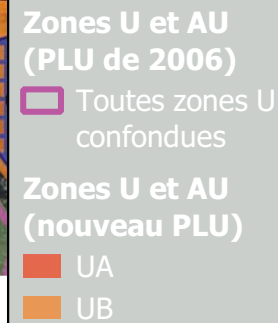 Zones U et AU
(PLU de 2006)
Toutes zones U
confondues
Zones U et AU
(nouveau PLU)
UA
UB